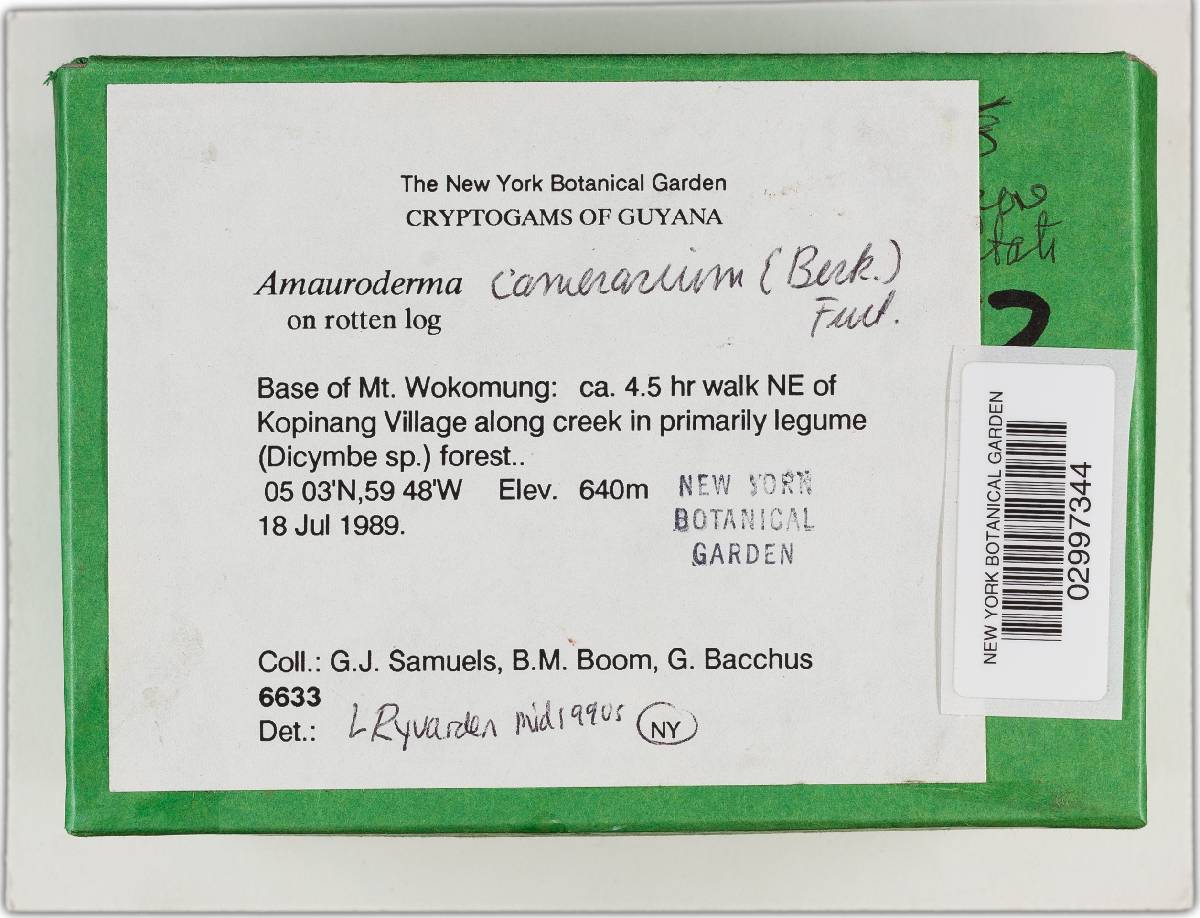 The New York Botanical Garden
CRYPTOGAMS OF GUYANA
Amauroderma camerarium (Berk.)
Furt.
on rotten log
Base of Mt. Wokomung: ca. 4.5 hr walk NE of
Kopinang Village along creek in primarily legume
(Dicymbe sp.) forest..
05 03'N,59 48'W Elev. 640m
18 Jul 1989.
NEW YORK
BOTANICAL
GARDEN
Coll.: G.J. Samuels, B.M. Boom, G. Bacchus
6633
Det.: L Ryvarden mid 1990s NY
NEW YORK BOTANICAL GARDEN
02997344